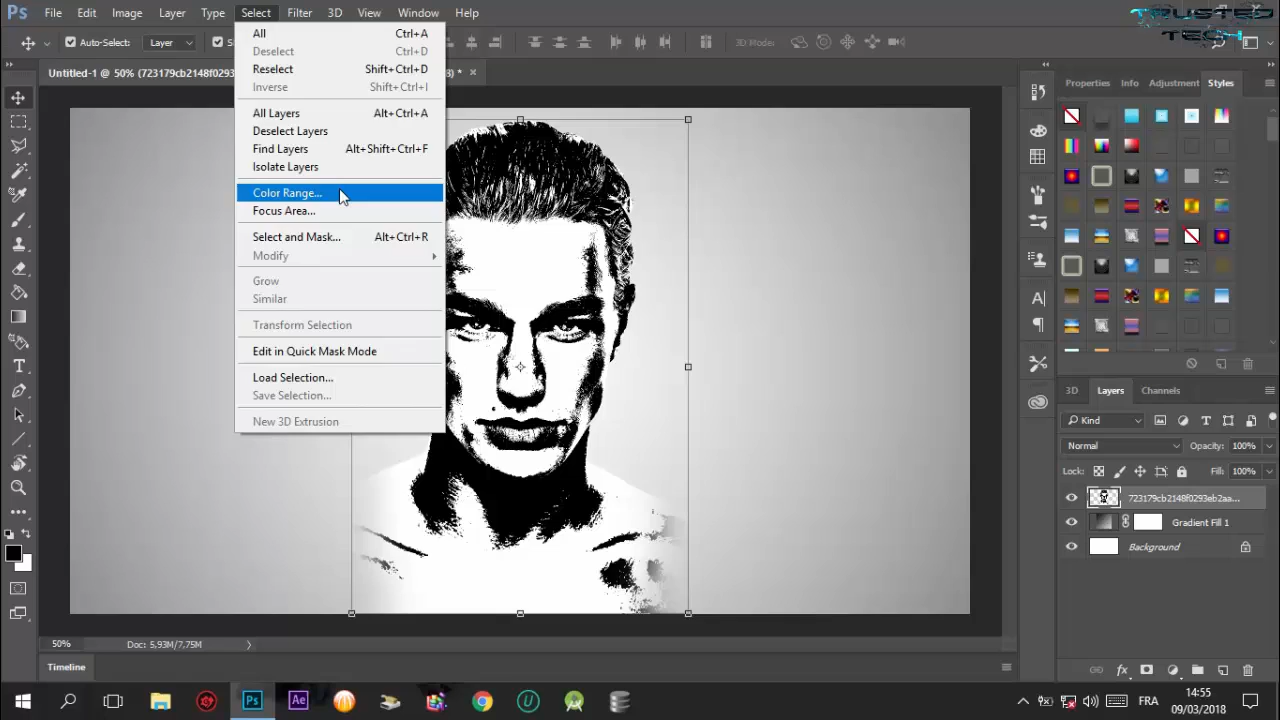 Ps File Edit Image Layer Type Select Filter 3D View Window Help
TRUSTED
TECH
Auto-Select: Layer
3D Mode:
Untitled-1 @ 50% (723179cb2148f0293
) *
All Ctrl+A
Deselect Ctrl+D
Reselect Shift+Ctrl+D
Inverse Shift+Ctrl+I
All Layers Alt+Ctrl+A
Deselect Layers
Find Layers Alt+Shift+Ctrl+F
Isolate Layers
Color Range...
Focus Area...
Select and Mask... Alt+Ctrl+R
Modify
Grow
Similar
Transform Selection
Edit in Quick Mask Mode
Load Selection...
Save Selection...
New 3D Extrusion
Properties Info Adjustment Styles
3D Layers Channels
Kind
Normal Opacity: 100%
Lock: Fill: 100%
723179cb2148f0293eb2aa...
Gradient Fill 1
Background
50% Doc: 5,93M/7,75M
Timeline
Ps Ae FRA 14:55
09/03/2018